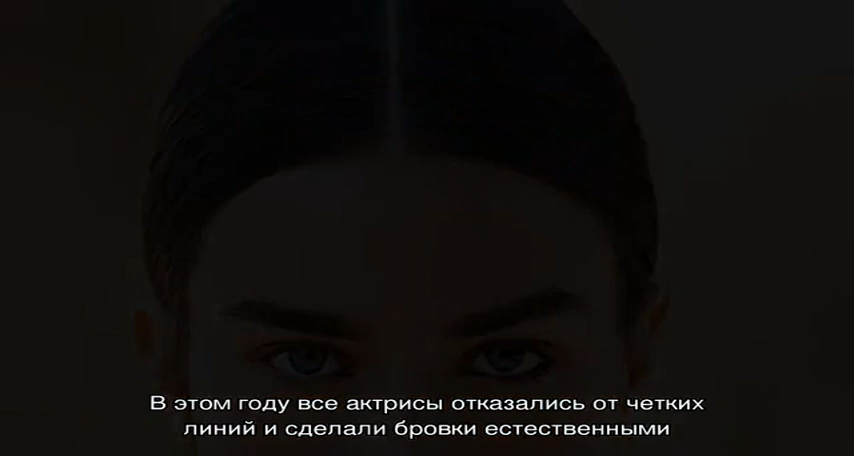 В этом году все актрисы отказались от четких
линий и сделали бровки естественными